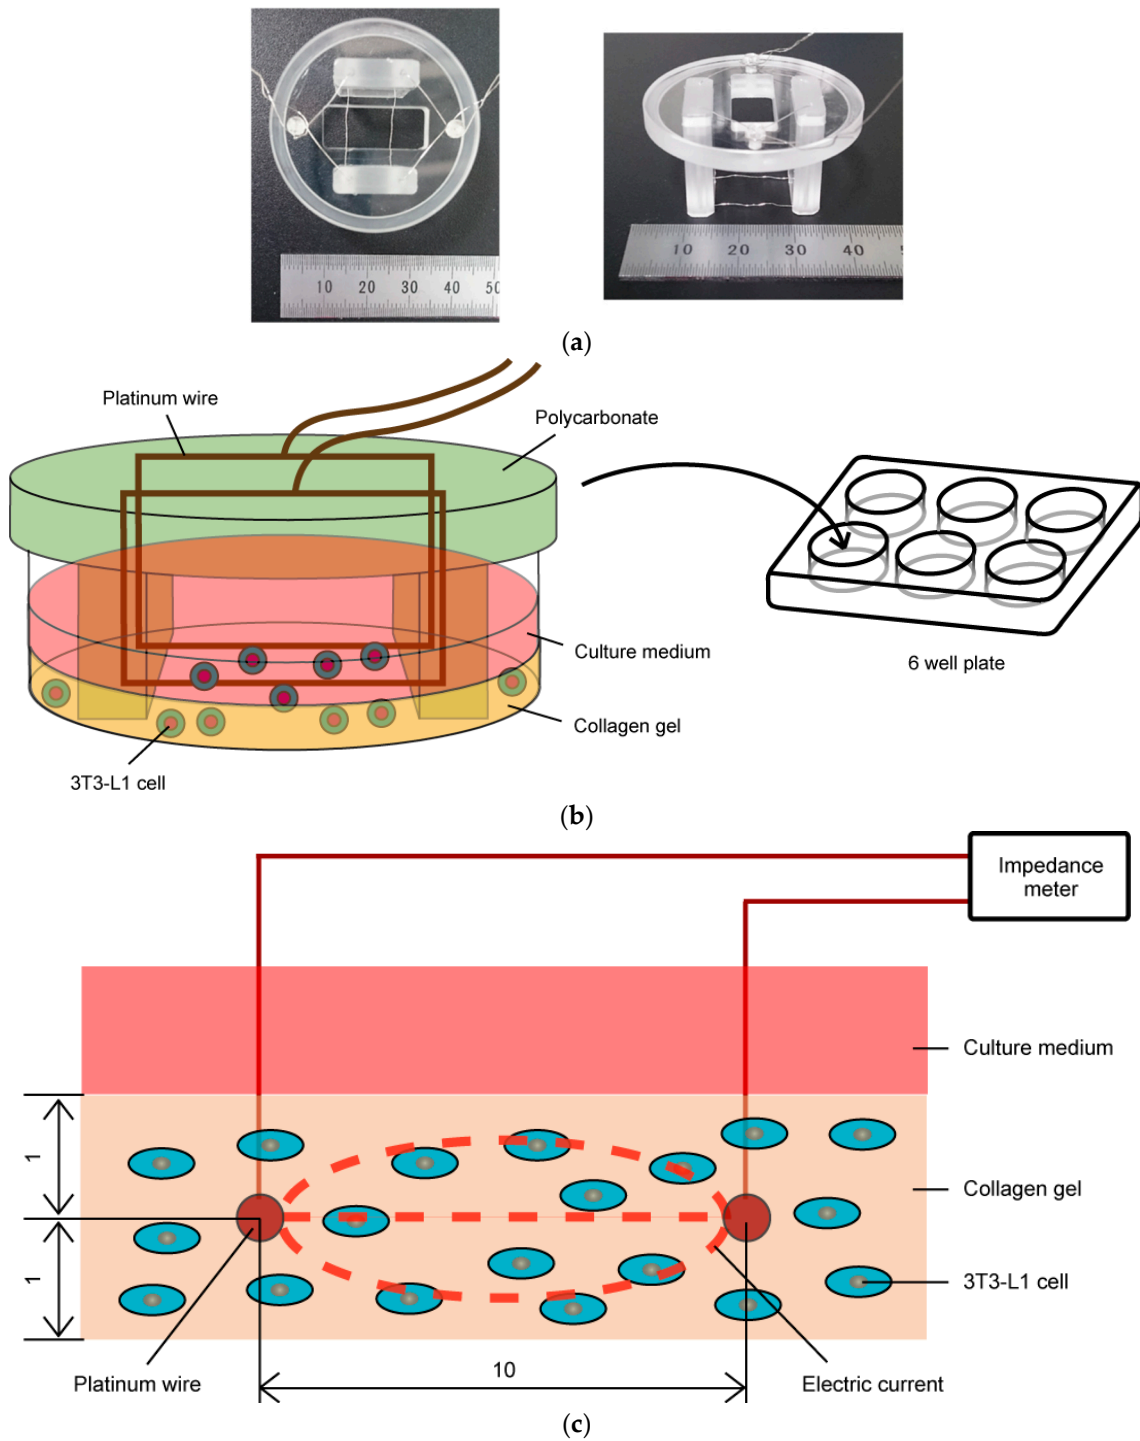 10 20 30 40 50
10 20 30 40
(a)
Platinum wire
Polycarbonate
Culture medium
6 well plate
Collagen gel
3T3-L1 cell
(b)
Impedance
meter
Culture medium
1
Collagen gel
1
3T3-L1 cell
10
Platinum wire
Electric current
(c)